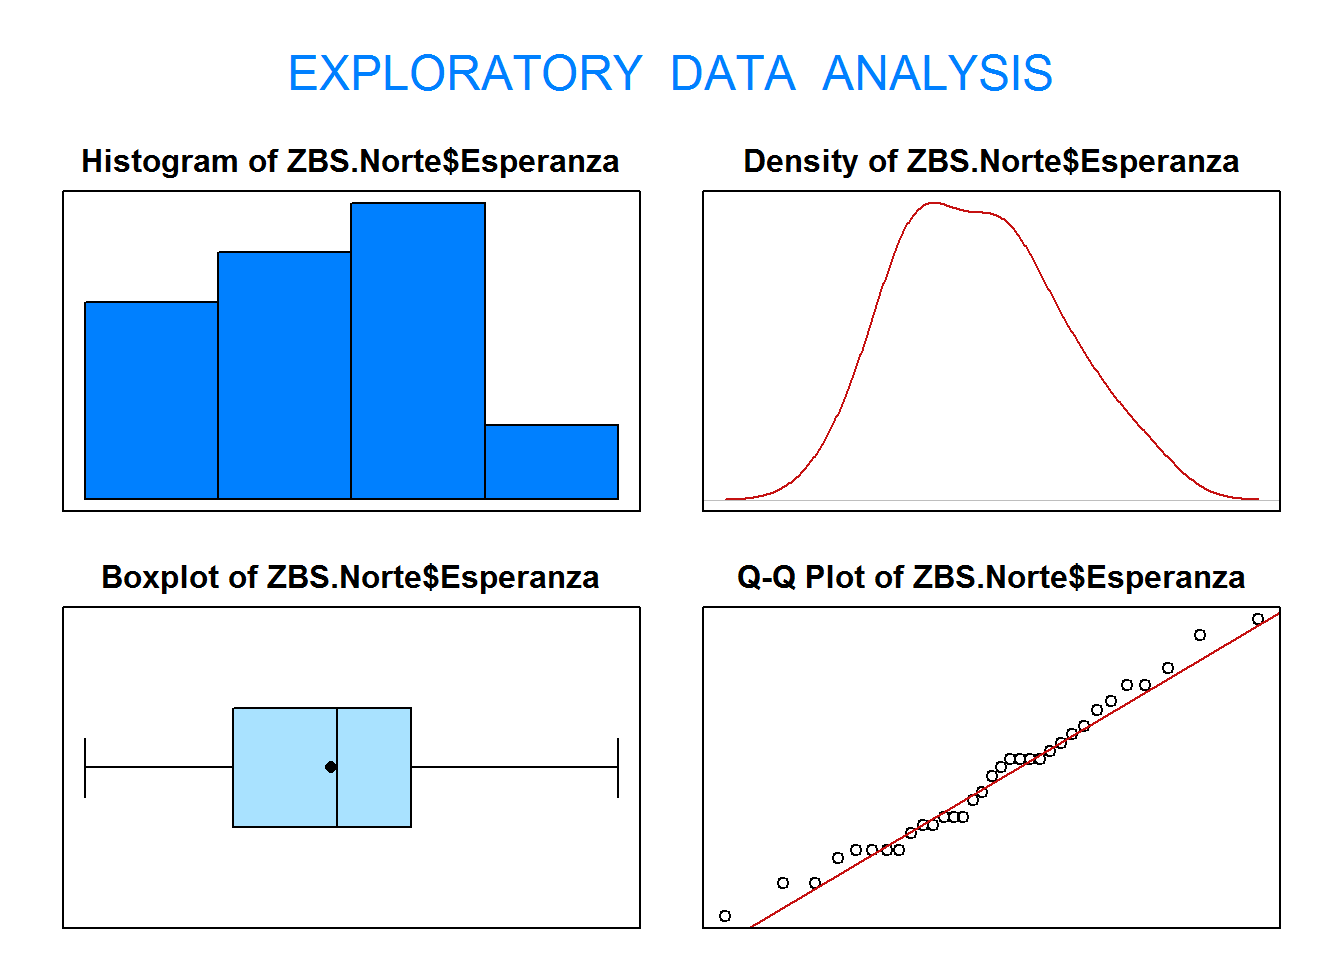 EXPLORATORY DATA ANALYSIS
Histogram of ZBS.Norte$Esperanza
Density of ZBS.Norte$Esperanza
Boxplot of ZBS.Norte$Esperanza
Q-Q Plot of ZBS.Norte$Esperanza